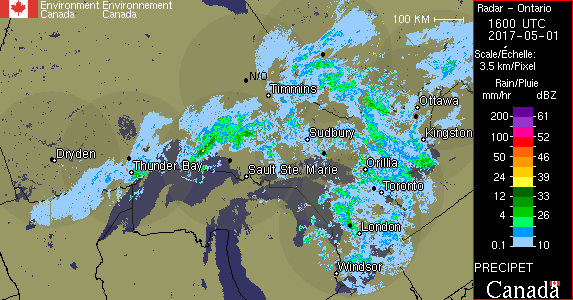 Environment Environnement
Canada Canada
100 KM
N/O
Timmins
Ottawa
Sudbury
Kingston
Dryden
Thunder Bay
Sault Ste. Marie
Orillia
Toronto
London
Windsor
Radar - Ontario
1600 UTC
2017-05-01
Scale/Échelle:
3.5 km/Pixel
Rain/Pluie
mm/hr dBZ
200 61
100 52
50 46
24 39
12 33
4 26
0.1 10
PRECIPET
Canada